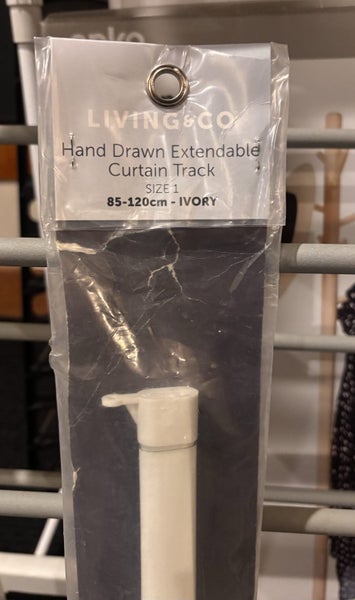 LIVING&CO
Hand Drawn Extendable
Curtain Track
SIZE 1
85-120cm - IVORY